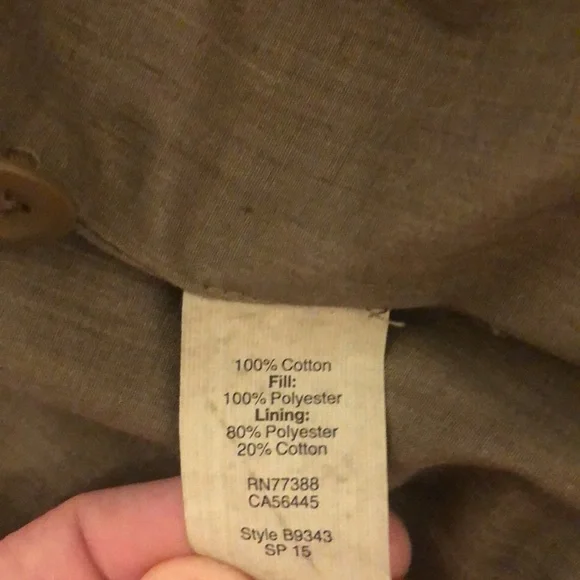 100% Cotton
Fill:
100% Polyester
Lining:
80% Polyester
20% Cotton
RN77388
CA56445
Style B9343
SP 15